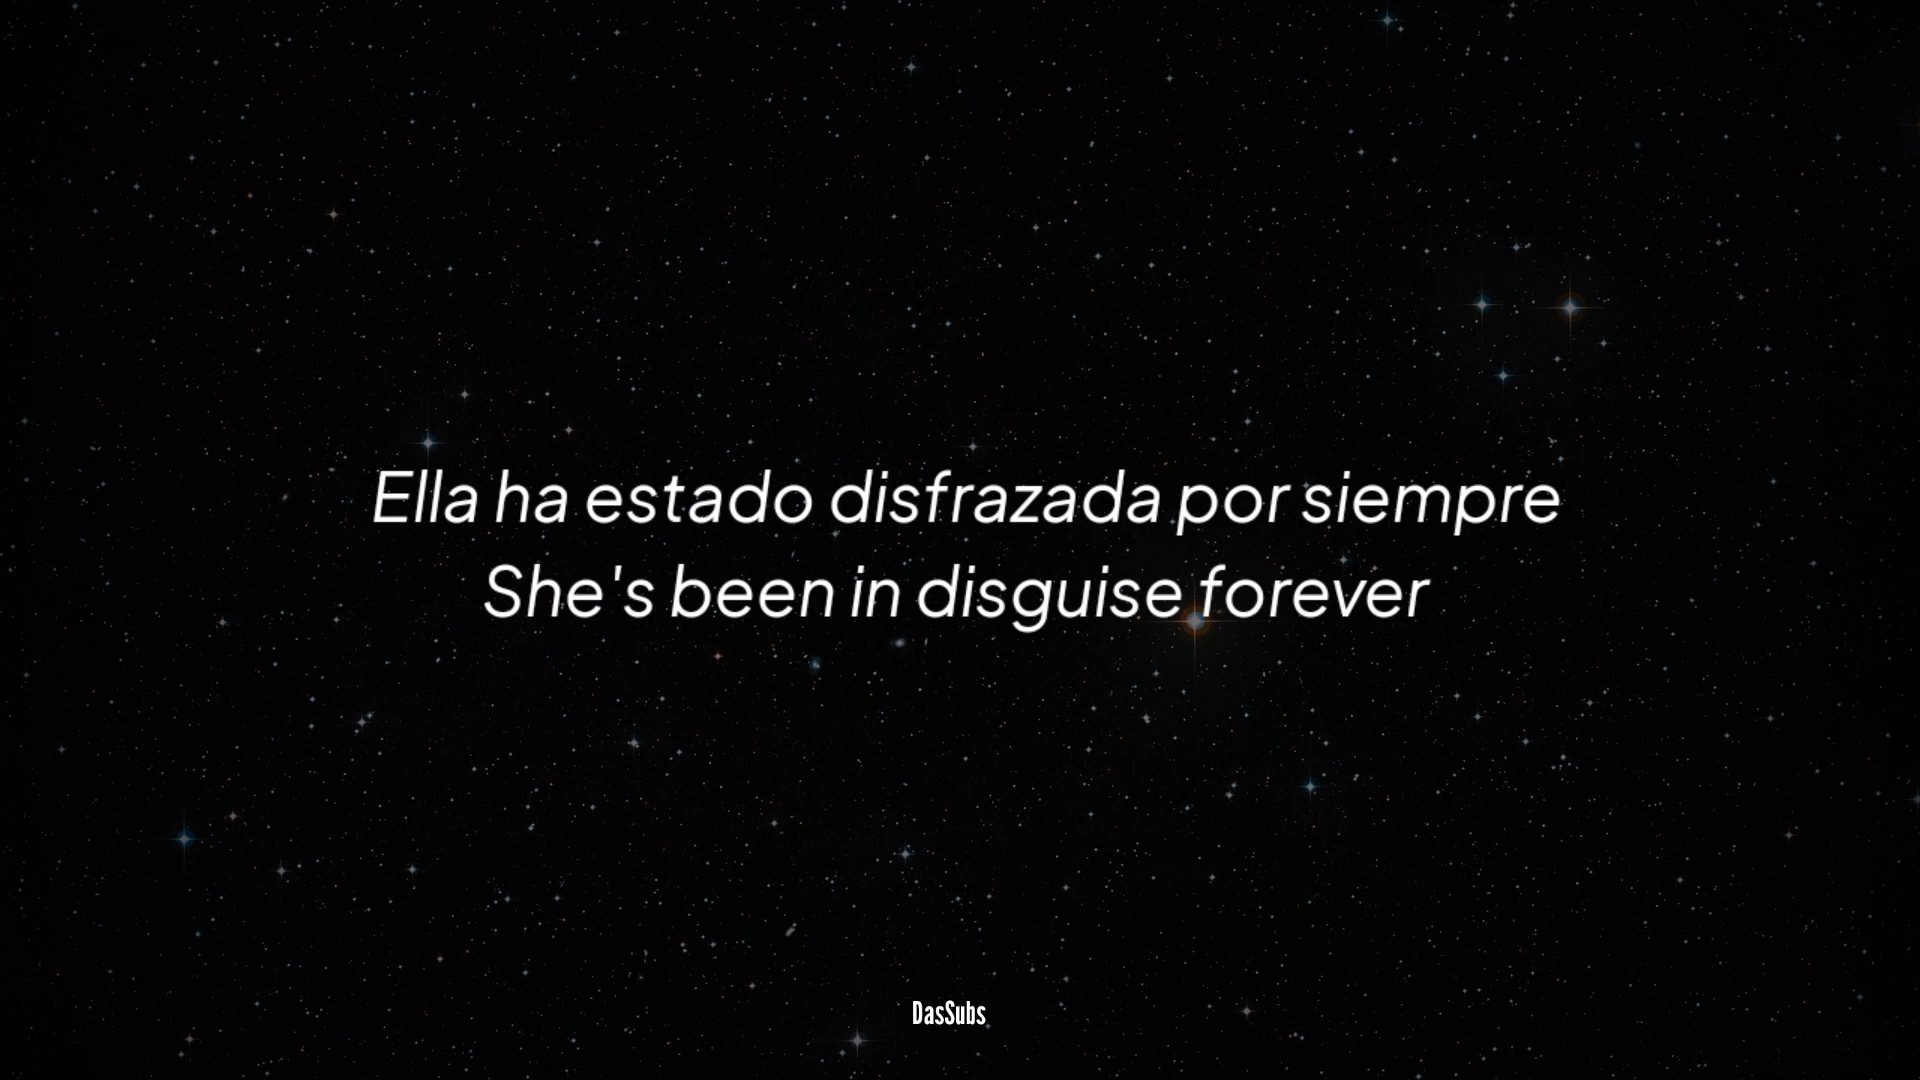 Ella ha estado disfrazada por siempre
She's been in disguise forever
DasSubs